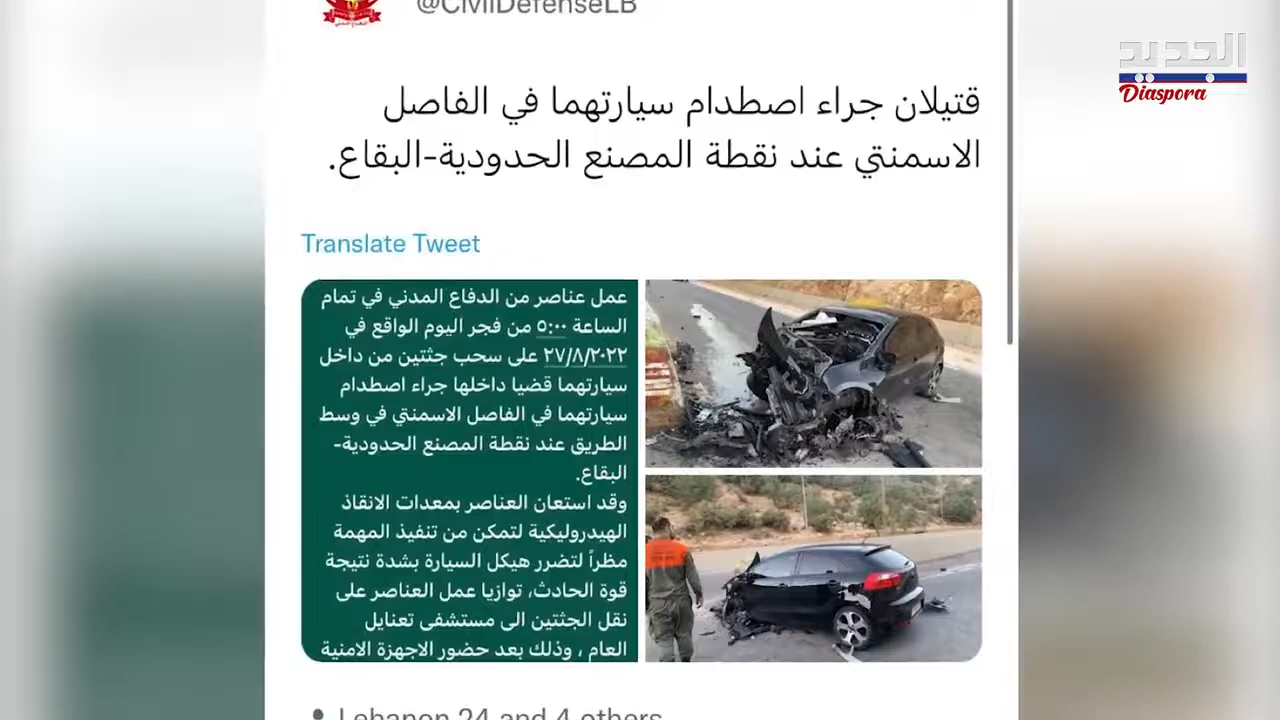 @CivilDefenseLB
الجديد
Diaspora
قتيلان جراء اصطدام سيارتهما في الفاصل
الاسمنتي عند نقطة المصنع الحدودية-البقاع.
Translate Tweet
عمل عناصر من الدفاع المدني في تمام
الساعة ٥:٠٠ من فجر اليوم الواقع في
٢٧/٨/٢٠٢٢ على سحب جثتين من داخل
سيارتهما قضيا داخلها جراء اصطدام
سيارتهما في الفاصل الاسمنتي في وسط
الطريق عند نقطة المصنع الحدودية-
البقاع.
وقد استعان العناصر بمعدات الانقاذ
الهيدروليكية لتمكن من تنفيذ المهمة
مظراً لتضرر هيكل السيارة بشدة نتيجة
قوة الحادث، توازيا عمل العناصر على
نقل الجثتين الى مستشفى تعنايل
العام ، وذلك بعد حضور الاجهزة الامنية
Lebanon 24 and 4 others